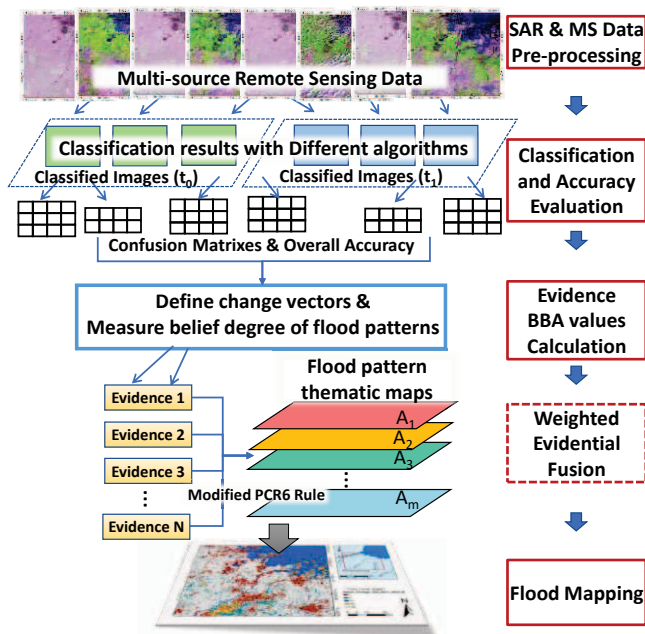 SAR & MS Data
Pre-processing
Multi-source Remote Sensing Data
Classification results with Different algorithms
Classified Images (t0)
Classified Images (t1)
Classification
and Accuracy
Evaluation
Confusion Matrixes & Overall Accuracy
Define change vectors &
Measure belief degree of flood patterns
Evidence
BBA values
Calculation
Flood pattern
thematic maps
Evidence 1
Evidence 2
Evidence 3
⋮
Evidence N
A1
A2
A3
⋮
Am
Modified PCR6 Rule
Weighted
Evidential
Fusion
Flood Mapping